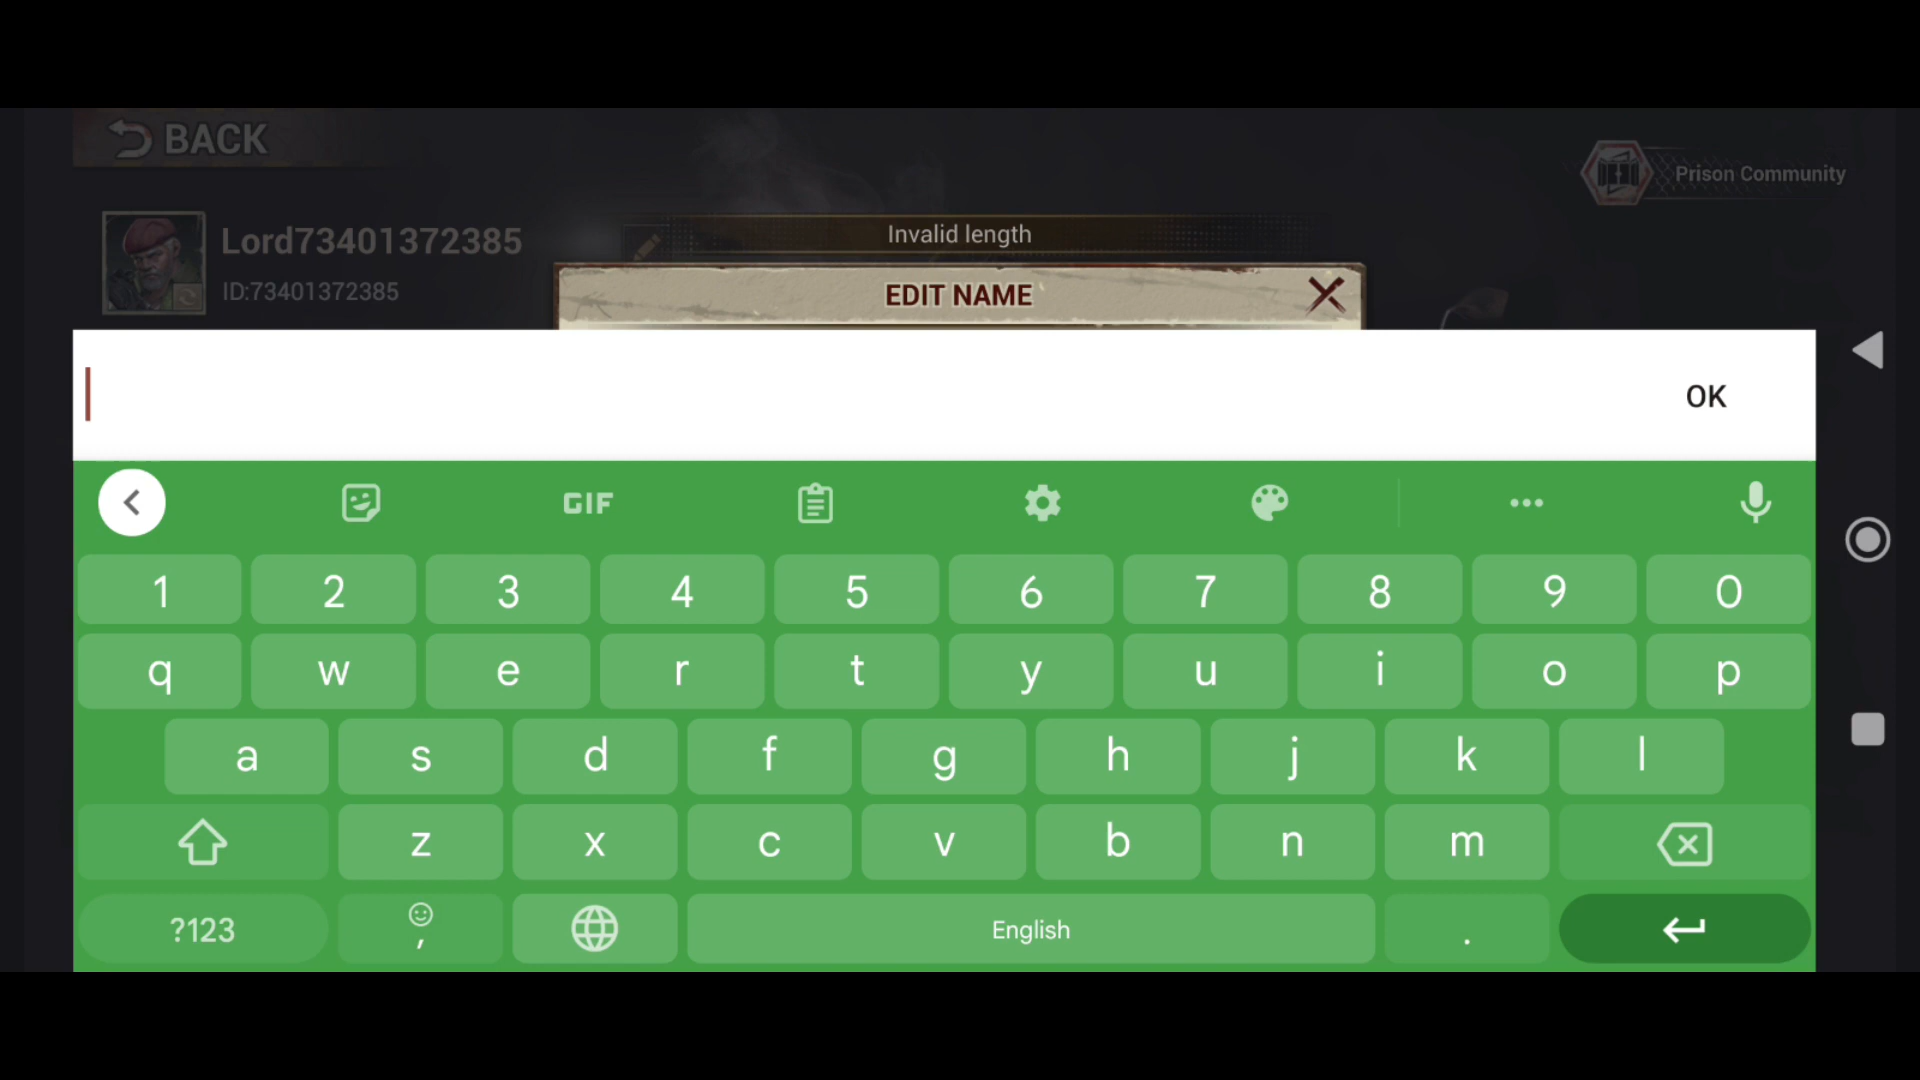 BACK
Prison Community
Lord73401372385
ID:73401372385
Invalid length
EDIT NAME
OK
GIF
1 2 3 4 5 6 7 8 9 0
q w e r t y u i o p
a s d f g h j k l
z x c v b n m
?123 , English .